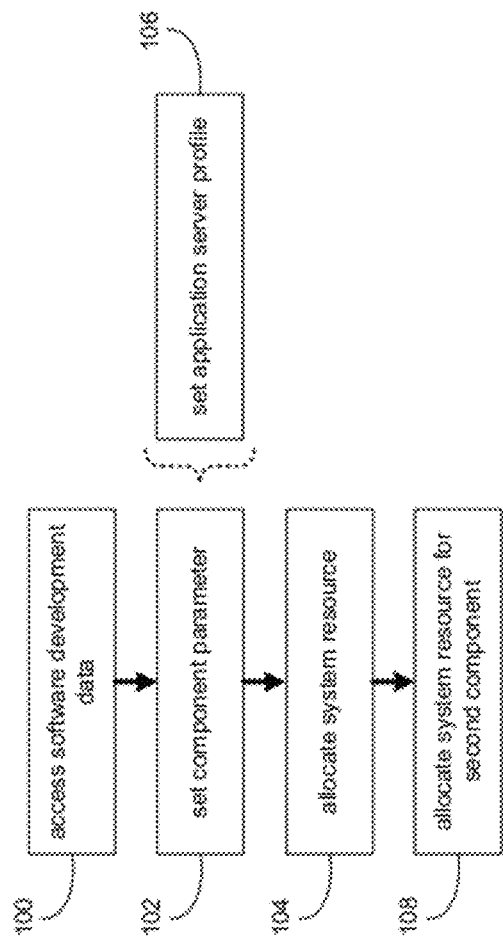 100
access software development
data
102
set component parameter
106
set application server profile
104
allocate system resource
108
allocate system resource for
second component